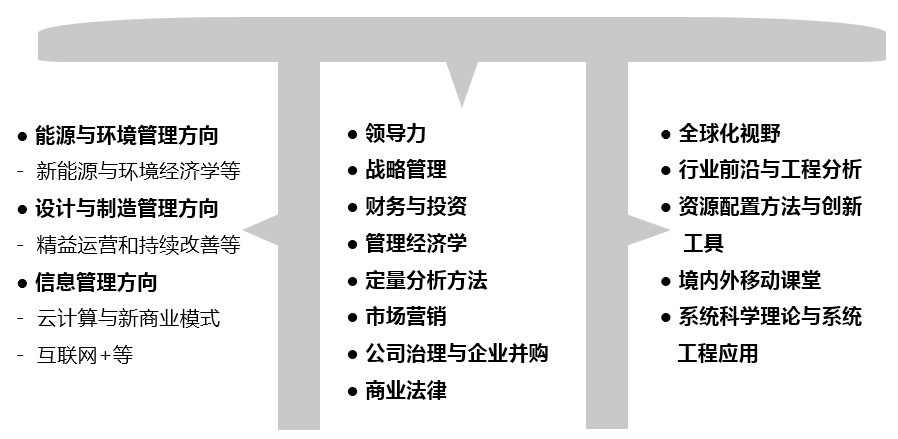 ● 能源与环境管理方向
- 新能源与环境经济学等
● 设计与制造管理方向
- 精益运营和持续改善等
● 信息管理方向
- 云计算与新商业模式
- 互联网+等
● 领导力
● 战略管理
● 财务与投资
● 管理经济学
● 定量分析方法
● 市场营销
● 公司治理与企业并购
● 商业法律
● 全球化视野
● 行业前沿与工程分析
● 资源配置方法与创新
工具
● 境内外移动课堂
● 系统科学理论与系统
工程应用